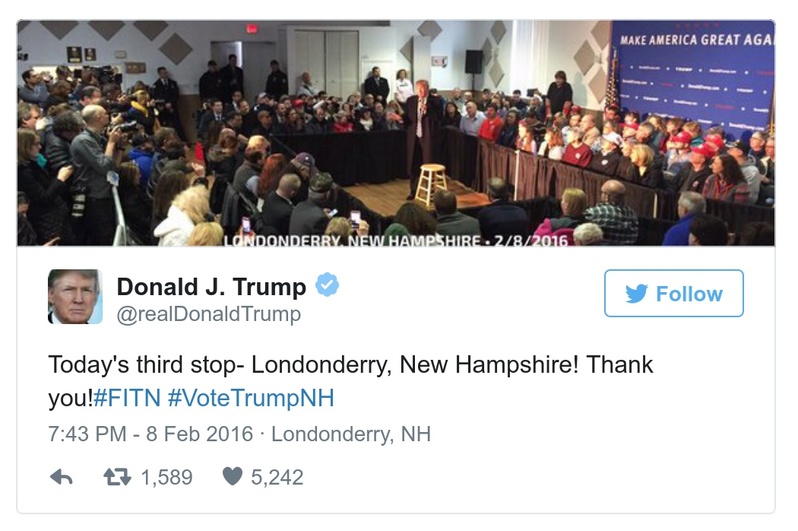 MAKE AMERICA GREAT AGAI
LONDONDERRY, NEW HAMPSHIRE • 2/8/2016
Donald J. Trump
@realDonaldTrump
Follow
Today's third stop- Londonderry, New Hampshire! Thank
you!#FITN #VoteTrumpNH
7:43 PM - 8 Feb 2016 · Londonderry, NH
1,589 5,242